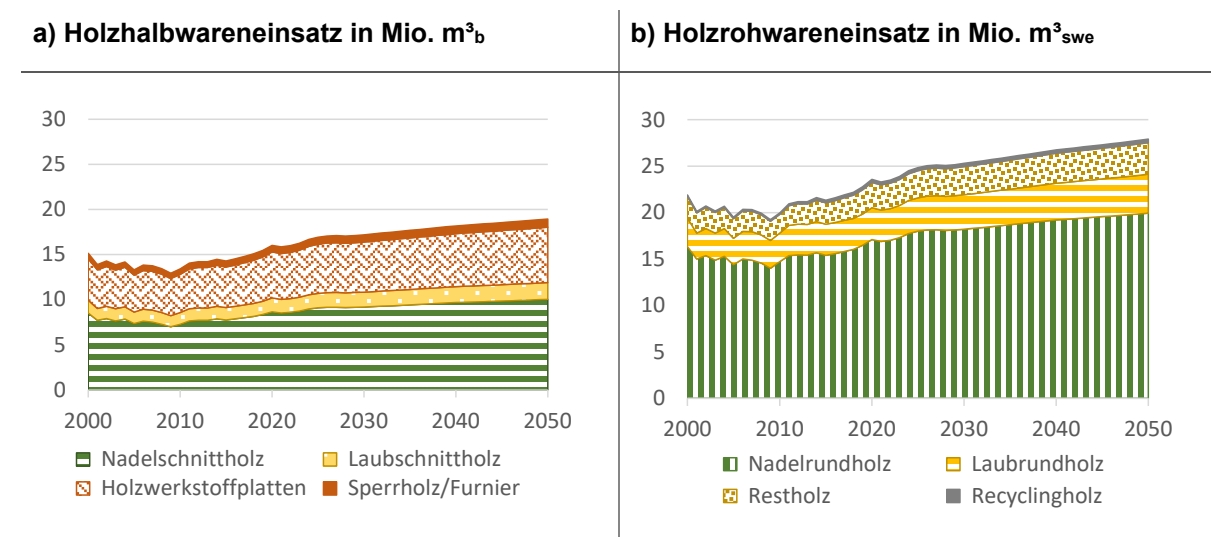 a) Holzhalbwareneinsatz in Mio. m³b
30
25
20
15
10
5
0
2000 2010 2020 2030 2040 2050
Nadelschnittholz Laubschnittholz
Holzwerkstoffplatten Sperrholz/Furnier
b) Holzrohwareneinsatz in Mio. m³swe
30
25
20
15
10
5
0
2000 2010 2020 2030 2040 2050
Nadelrundholz Laubrundholz
Restholz Recyclingholz